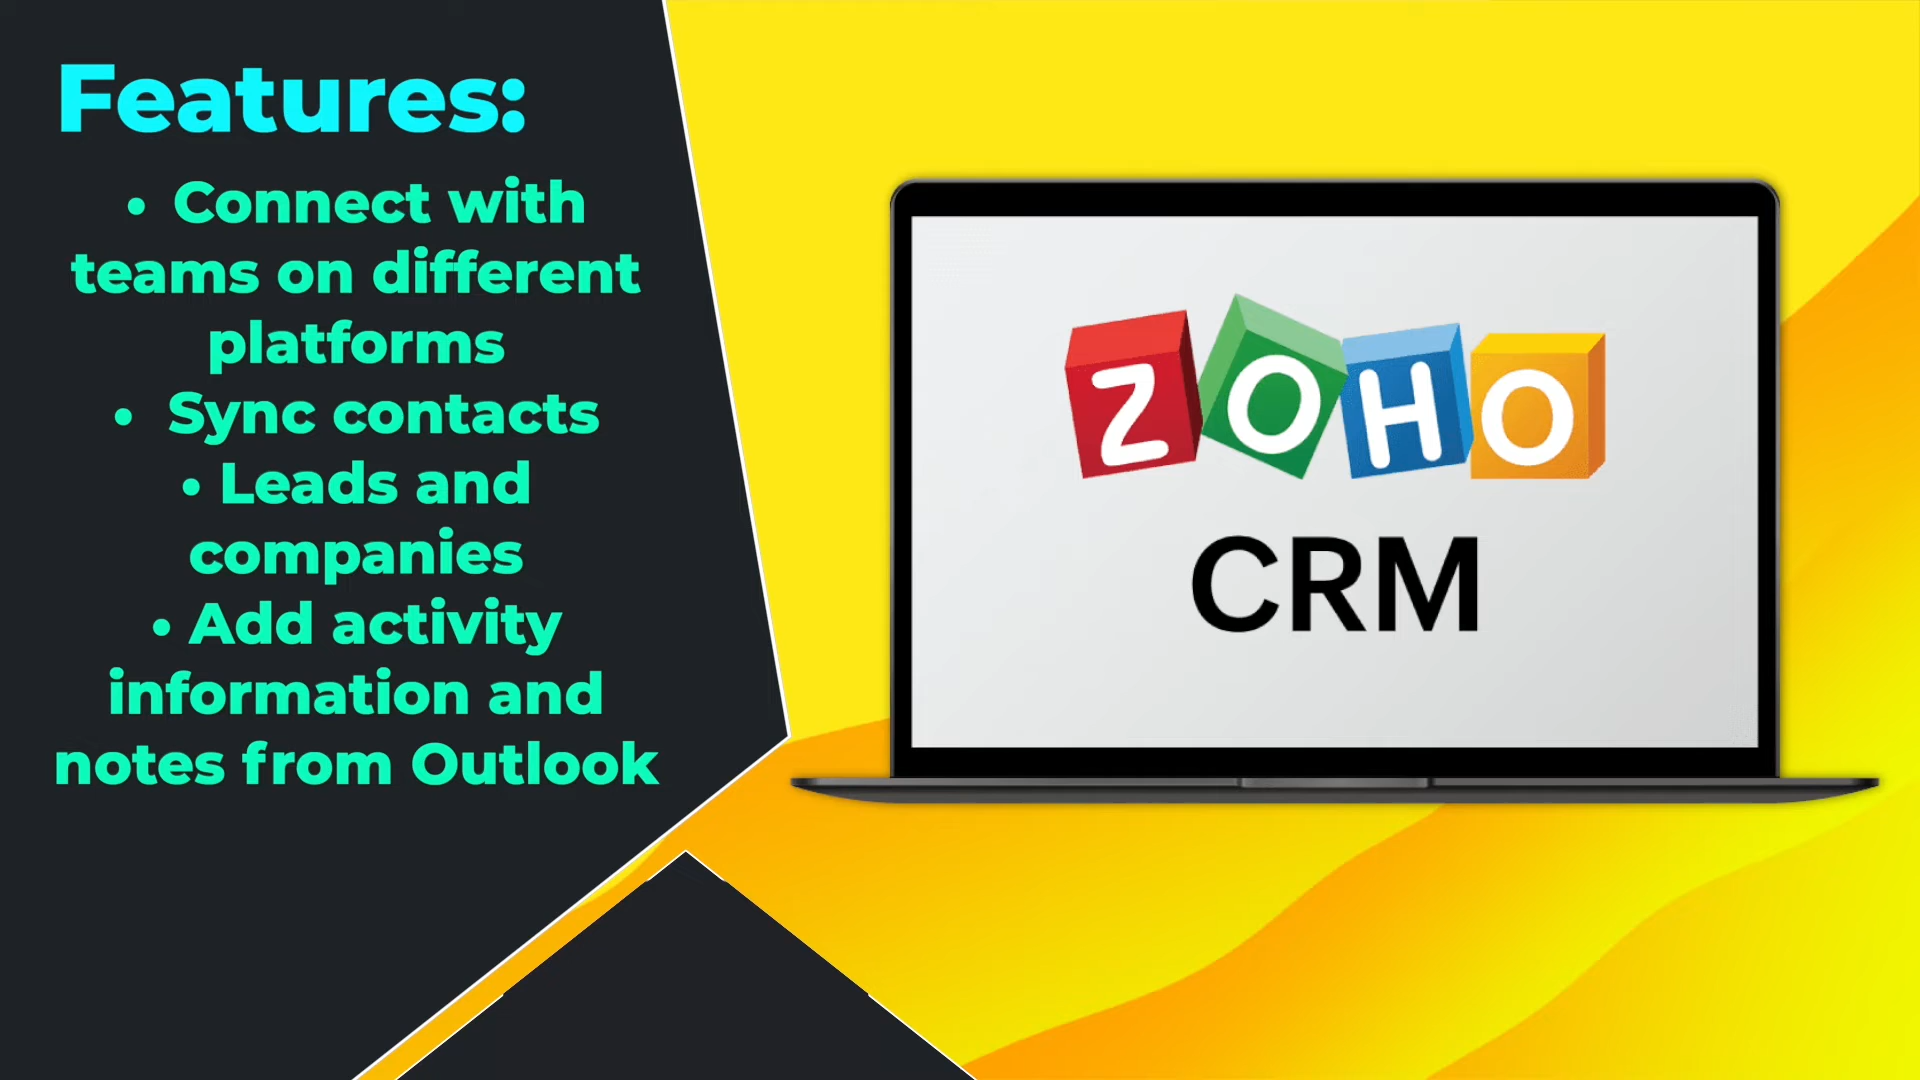 Features:
• Connect with
teams on different
platforms
• Sync contacts
• Leads and
companies
• Add activity
information and
notes from Outlook
ZOHO
CRM